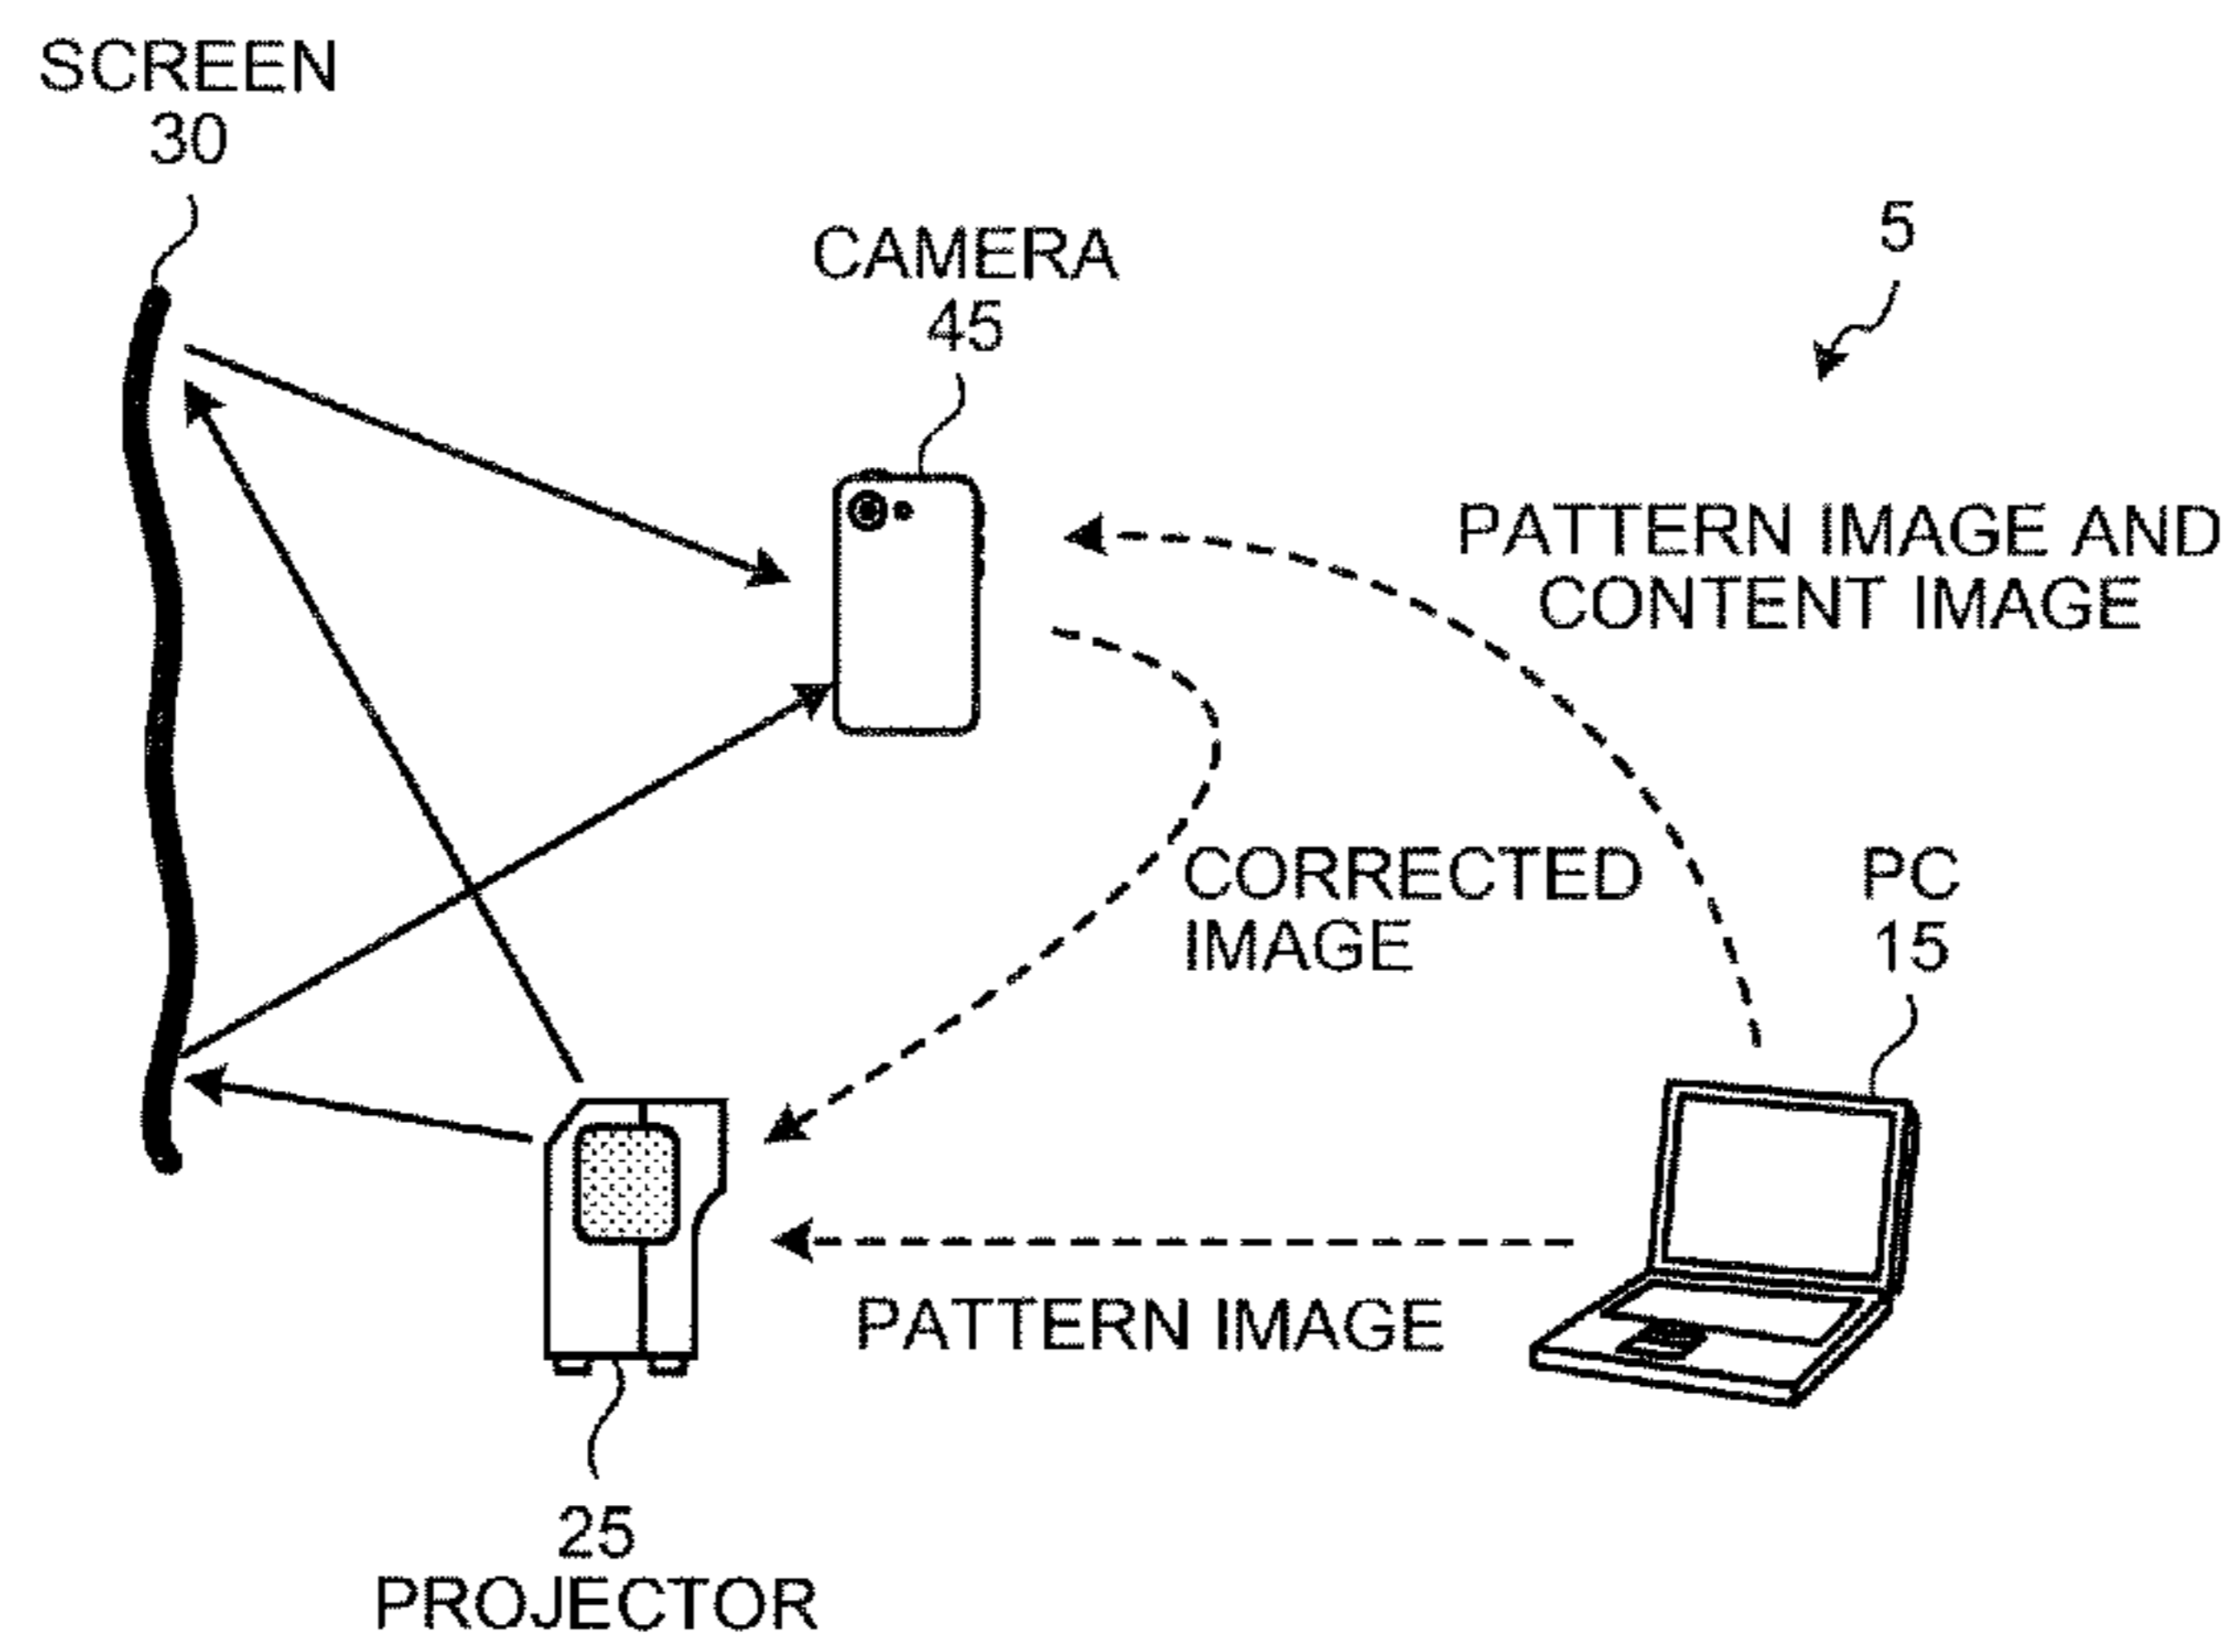 SCREEN
30
CAMERA
45
5
PATTERN IMAGE AND
CONTENT IMAGE
CORRECTED
IMAGE
PC
15
PATTERN IMAGE
25
PROJECTOR